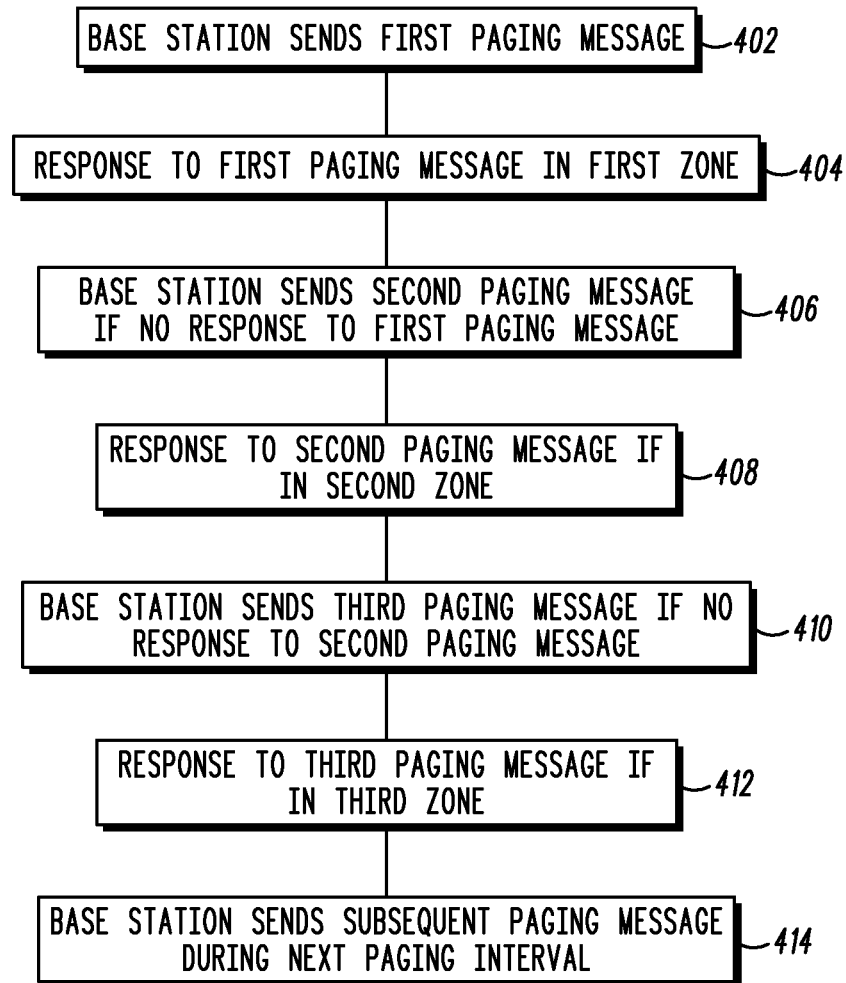 BASE STATION SENDS FIRST PAGING MESSAGE
402
RESPONSE TO FIRST PAGING MESSAGE IN FIRST ZONE
404
BASE STATION SENDS SECOND PAGING MESSAGE
IF NO RESPONSE TO FIRST PAGING MESSAGE
406
RESPONSE TO SECOND PAGING MESSAGE IF
IN SECOND ZONE
408
BASE STATION SENDS THIRD PAGING MESSAGE IF NO
RESPONSE TO SECOND PAGING MESSAGE
410
RESPONSE TO THIRD PAGING MESSAGE IF
IN THIRD ZONE
412
BASE STATION SENDS SUBSEQUENT PAGING MESSAGE
DURING NEXT PAGING INTERVAL
414